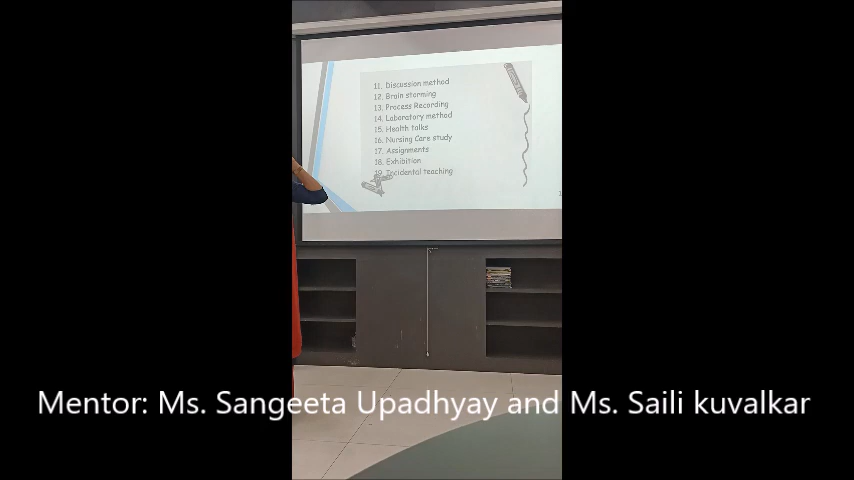 11. Discussion method
12. Brain storming
13. Process Recording
14. Laboratory method
15. Health talks
16. Nursing Care study
17. Assignments
18. Exhibition
19. Incidental teaching
Mentor: Ms. Sangeeta Upadhyay and Ms. Saili kuvalkar